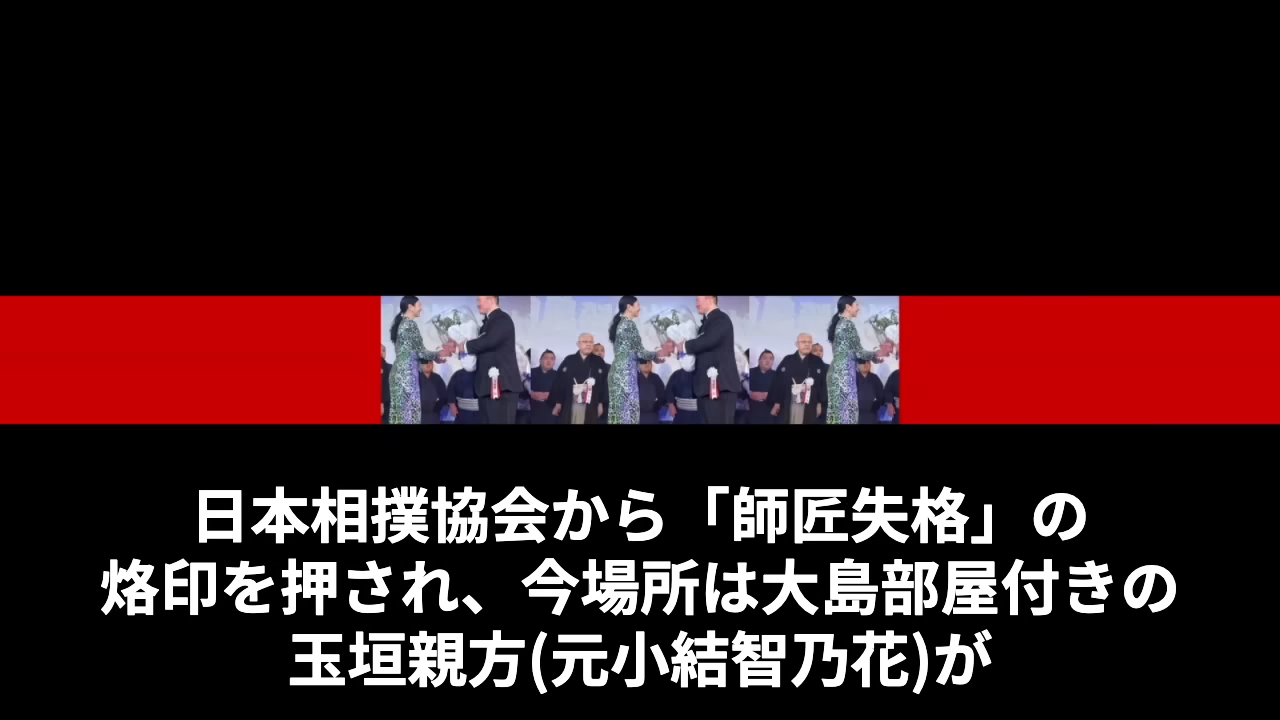 日本相撲協会から「師匠失格」の
烙印を押され、今場所は大島部屋付きの
玉垣親方(元小結智乃花)が